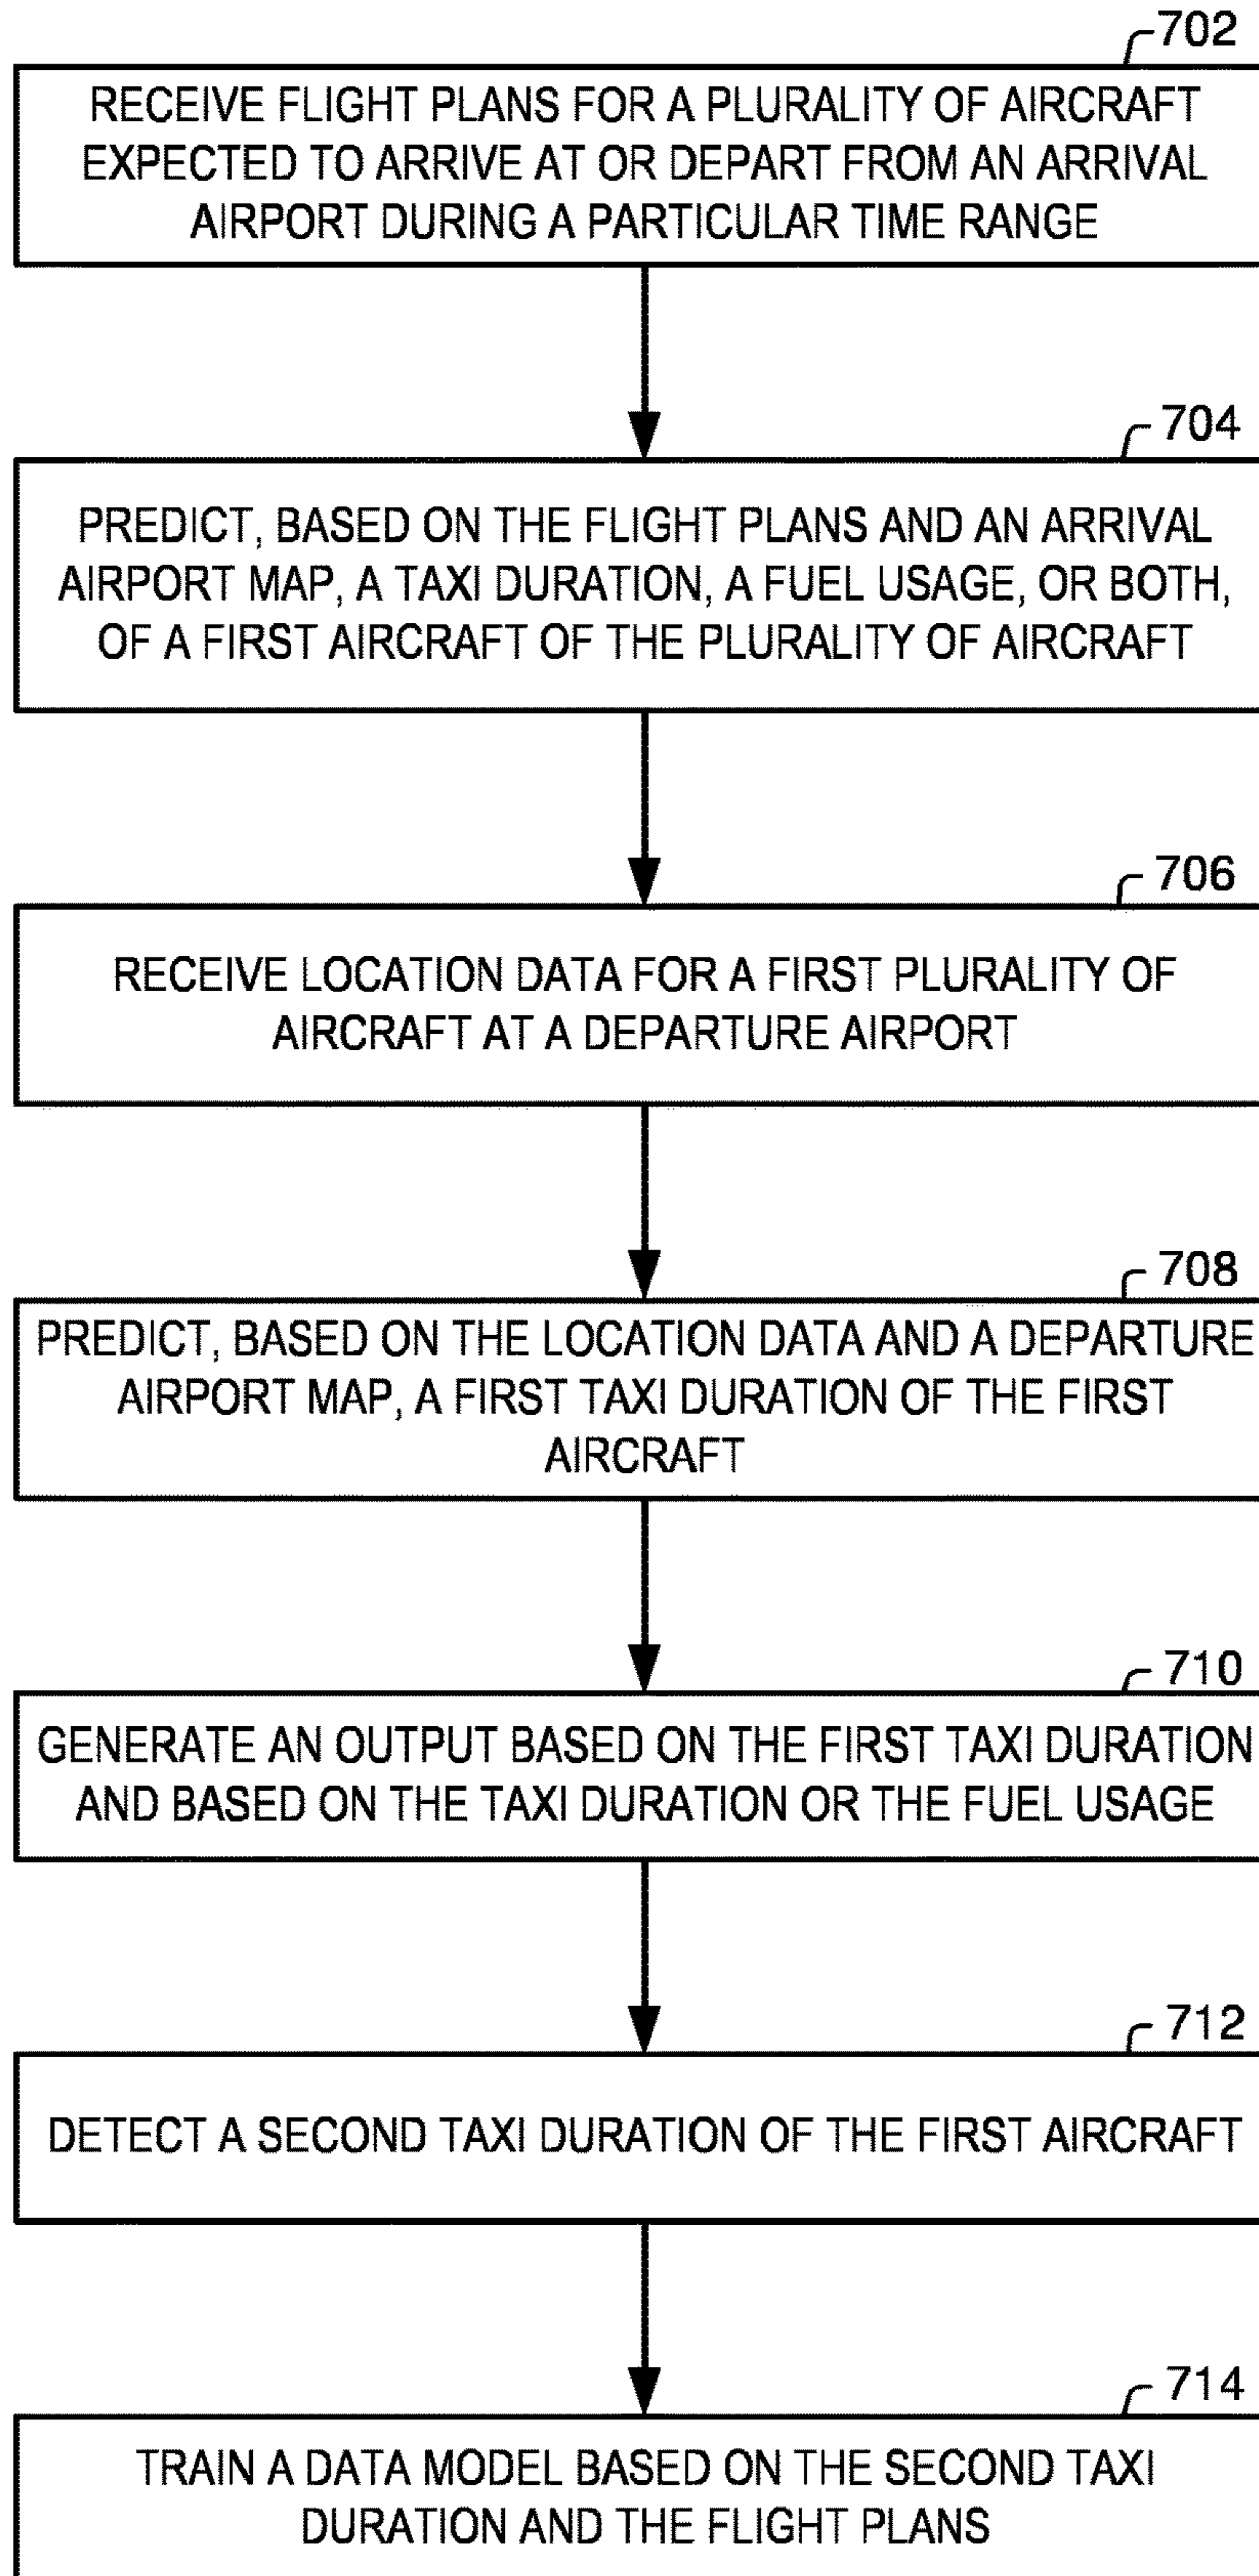 702
RECEIVE FLIGHT PLANS FOR A PLURALITY OF AIRCRAFT
EXPECTED TO ARRIVE AT OR DEPART FROM AN ARRIVAL
AIRPORT DURING A PARTICULAR TIME RANGE
704
PREDICT, BASED ON THE FLIGHT PLANS AND AN ARRIVAL
AIRPORT MAP, A TAXI DURATION, A FUEL USAGE, OR BOTH,
OF A FIRST AIRCRAFT OF THE PLURALITY OF AIRCRAFT
706
RECEIVE LOCATION DATA FOR A FIRST PLURALITY OF
AIRCRAFT AT A DEPARTURE AIRPORT
708
PREDICT, BASED ON THE LOCATION DATA AND A DEPARTURE
AIRPORT MAP, A FIRST TAXI DURATION OF THE FIRST
AIRCRAFT
710
GENERATE AN OUTPUT BASED ON THE FIRST TAXI DURATION
AND BASED ON THE TAXI DURATION OR THE FUEL USAGE
712
DETECT A SECOND TAXI DURATION OF THE FIRST AIRCRAFT
714
TRAIN A DATA MODEL BASED ON THE SECOND TAXI
DURATION AND THE FLIGHT PLANS